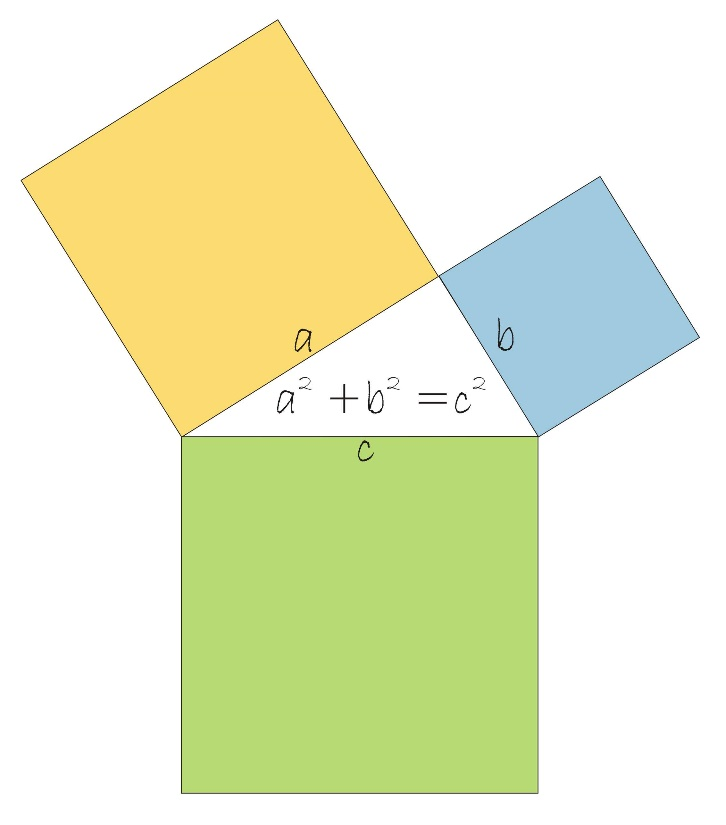 a
b
a² + b² = c²
c